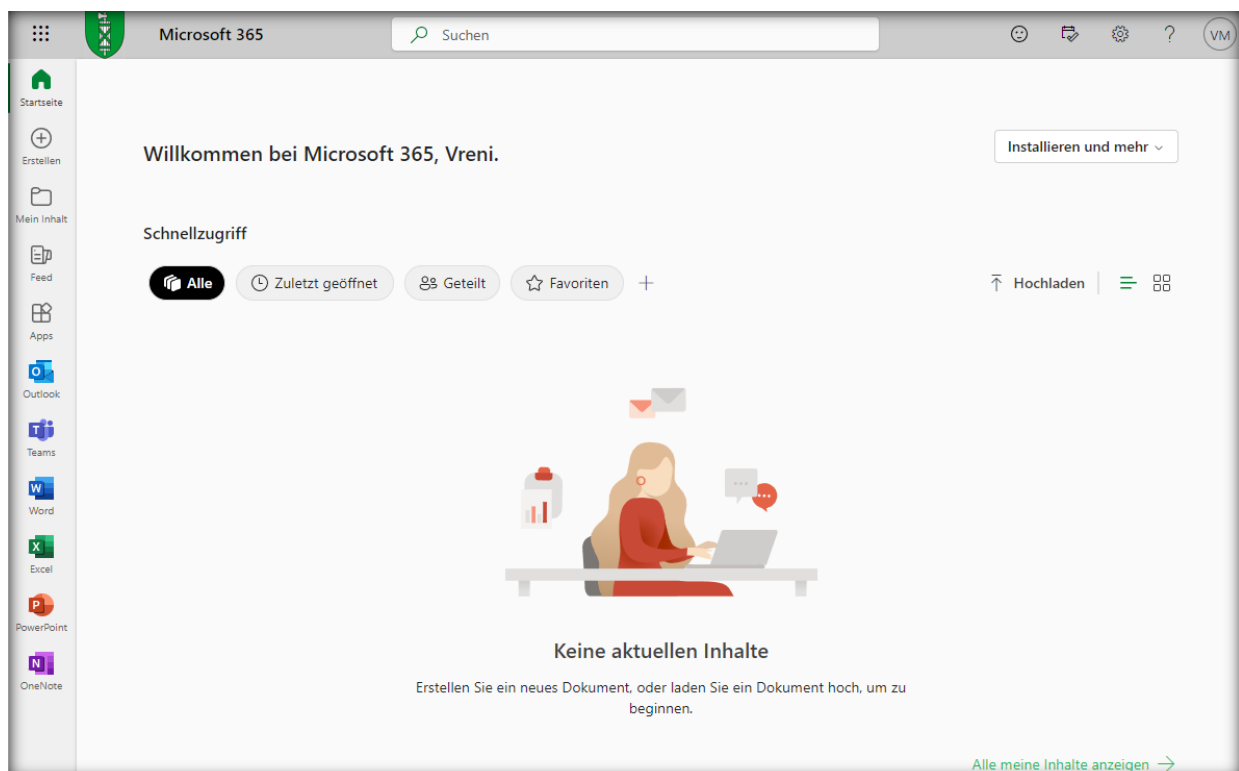 Microsoft 365
Suchen
VM
Startseite
Erstellen
Mein Inhalt
Feed
Apps
Outlook
Teams
Word
Excel
PowerPoint
OneNote
Willkommen bei Microsoft 365, Vreni.
Installieren und mehr
Schnellzugriff
Alle
Zuletzt geöffnet
Geteilt
Favoriten
Hochladen
Keine aktuellen Inhalte
Erstellen Sie ein neues Dokument, oder laden Sie ein Dokument hoch, um zu
beginnen.
Alle meine Inhalte anzeigen